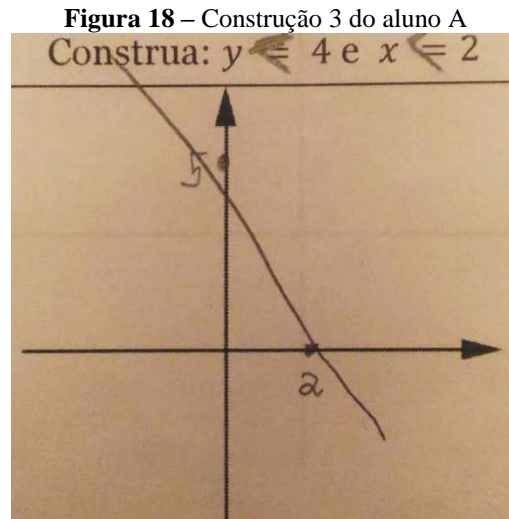 Figura 18 – Construção 3 do aluno A
Construa: y ⩽ 4 e x ⩽ 2
5
2